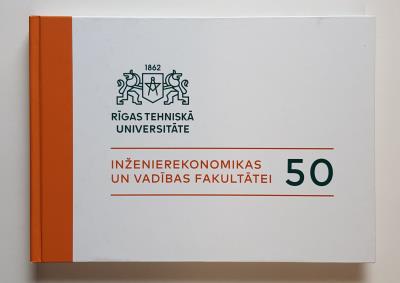 1862
RĪGAS TEHNISKĀ
UNIVERSITĀTE
INŽENIEREKONOMIKAS
UN VADĪBAS FAKULTĀTEI 50